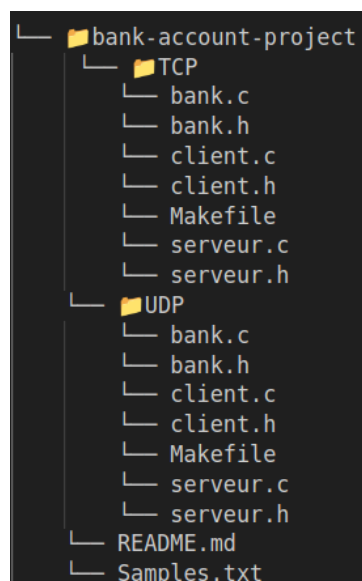 bank-account-project
TCP
bank.c
bank.h
client.c
client.h
Makefile
serveur.c
serveur.h
UDP
bank.c
bank.h
client.c
client.h
Makefile
serveur.c
serveur.h
README.md
Samples.txt